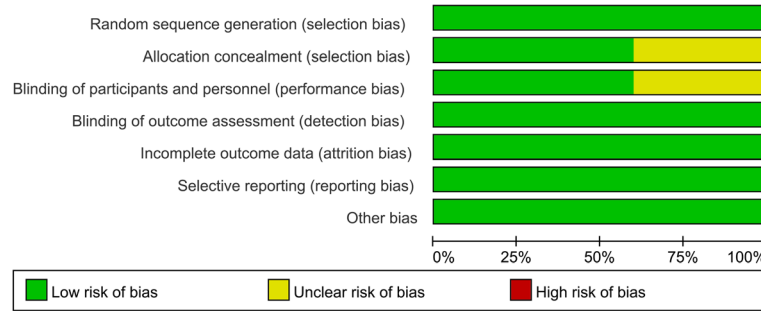 Random sequence generation (selection bias)
Allocation concealment (selection bias)
Blinding of participants and personnel (performance bias)
Blinding of outcome assessment (detection bias)
Incomplete outcome data (attrition bias)
Selective reporting (reporting bias)
Other bias
0% 25% 50% 75% 100%
Low risk of bias Unclear risk of bias High risk of bias